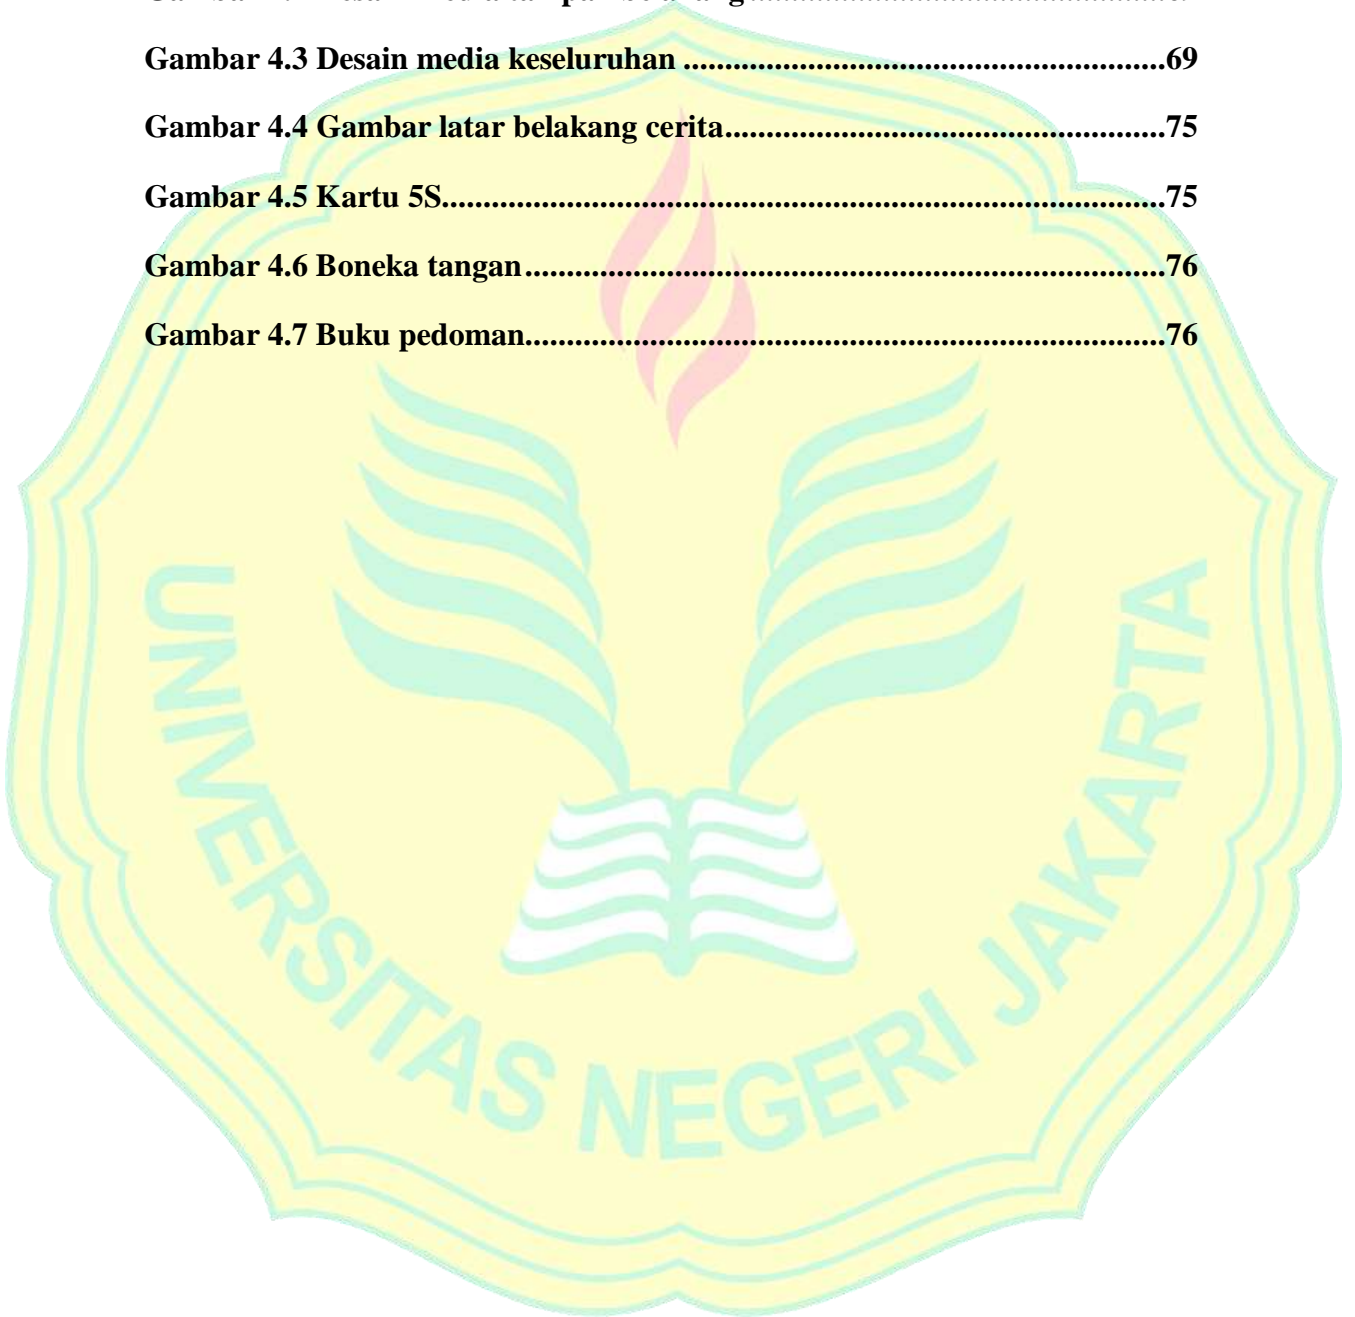 Gambar 4.3 Desain media keseluruhan ..........................................................69
Gambar 4.4 Gambar latar belakang cerita.....................................................75
Gambar 4.5 Kartu 5S.......................................................................................75
Gambar 4.6 Boneka tangan.............................................................................76
Gambar 4.7 Buku pedoman.............................................................................76
UNIVERSITAS NEGERI JAKARTA